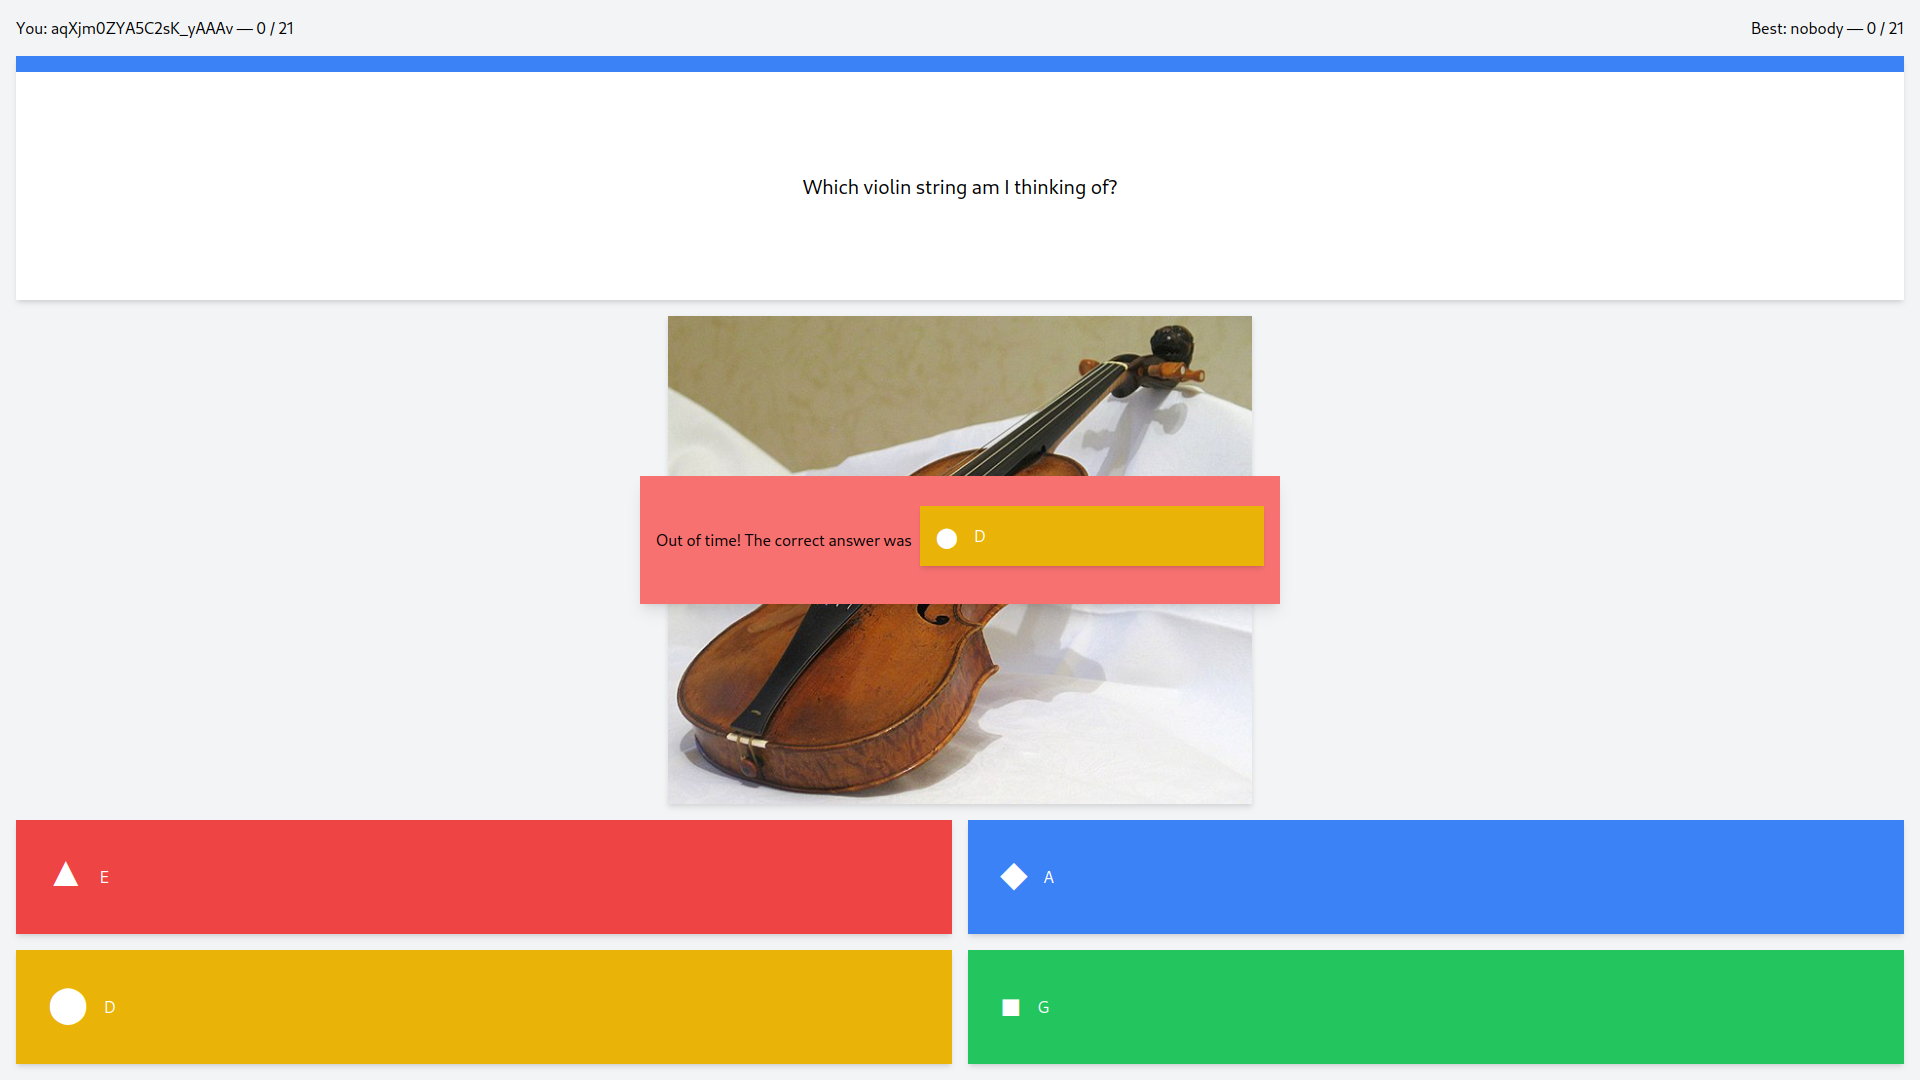 You: aqXjm0ZYA5C2sK_yAAAv — 0 / 21
Best: nobody — 0 / 21
Which violin string am I thinking of?
Out of time! The correct answer was
D
E
A
D
G